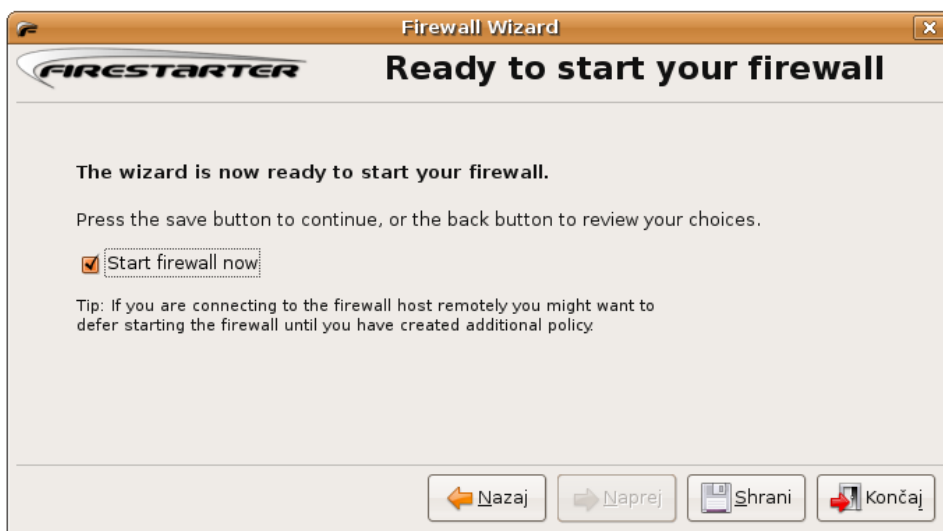 Firewall Wizard
FIRESTARTER
Ready to start your firewall
The wizard is now ready to start your firewall.
Press the save button to continue, or the back button to review your choices.
Start firewall now
Tip: If you are connecting to the firewall host remotely you might want to
defer starting the firewall until you have created additional policy.
Nazaj
Naprej
Shrani
Končaj